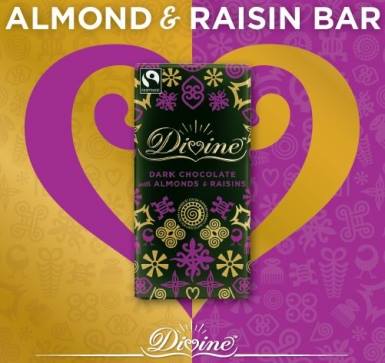 ALMOND & RAISIN BAR
FAIRTRADE
Divine
DARK CHOCOLATE
with ALMONDS & RAISINS
Divine